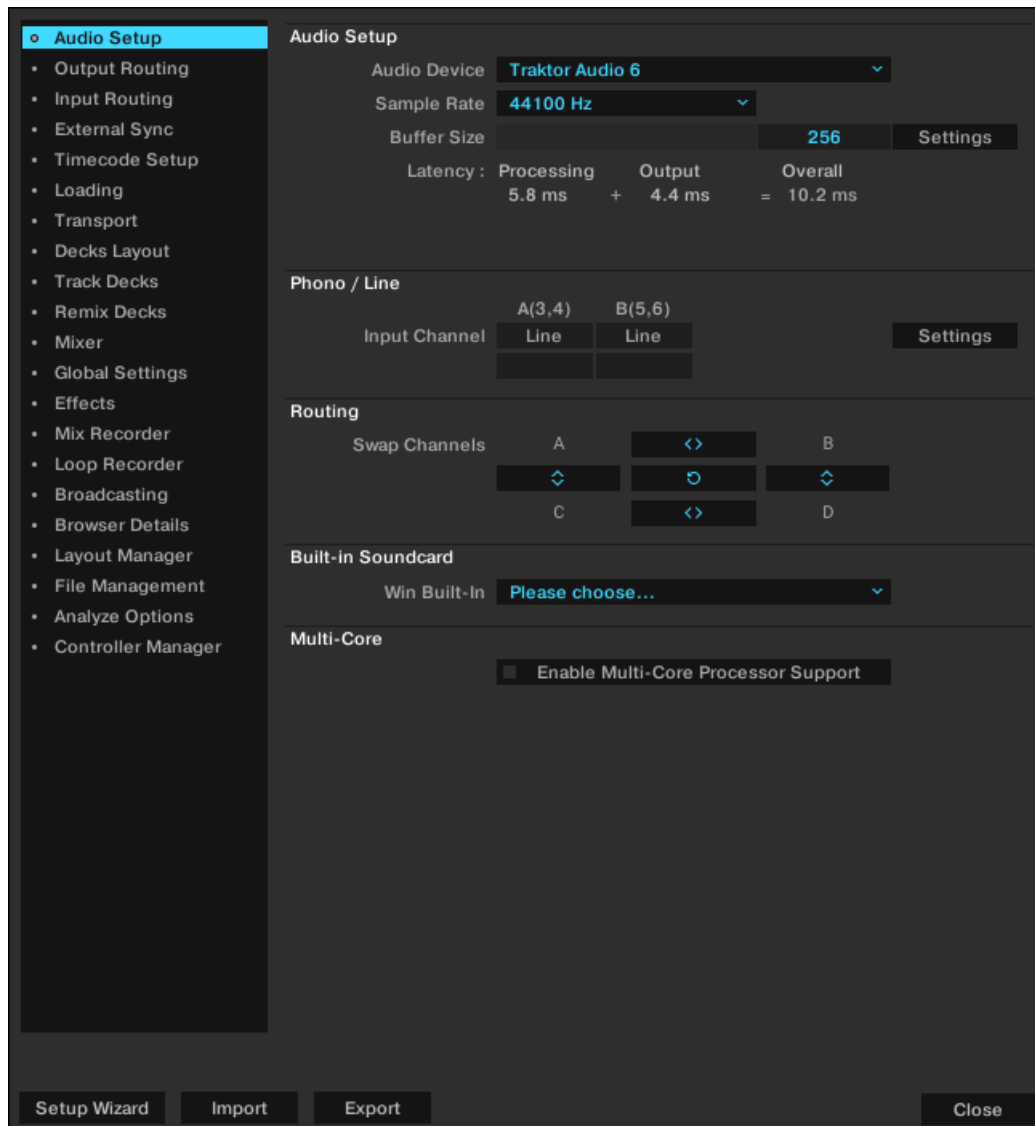 Audio Setup
Output Routing
Input Routing
External Sync
Timecode Setup
Loading
Transport
Decks Layout
Track Decks
Remix Decks
Mixer
Global Settings
Effects
Mix Recorder
Loop Recorder
Broadcasting
Browser Details
Layout Manager
File Management
Analyze Options
Controller Manager
Audio Setup
Audio Device Traktor Audio 6
Sample Rate 44100 Hz
Buffer Size 256 Settings
Latency : Processing Output Overall
5.8 ms + 4.4 ms = 10.2 ms
Phono / Line
A(3,4) B(5,6)
Input Channel Line Line Settings
Routing
Swap Channels A <> B
C <> D
Built-in Soundcard
Win Built-In Please choose...
Multi-Core
Enable Multi-Core Processor Support
Setup Wizard Import Export Close